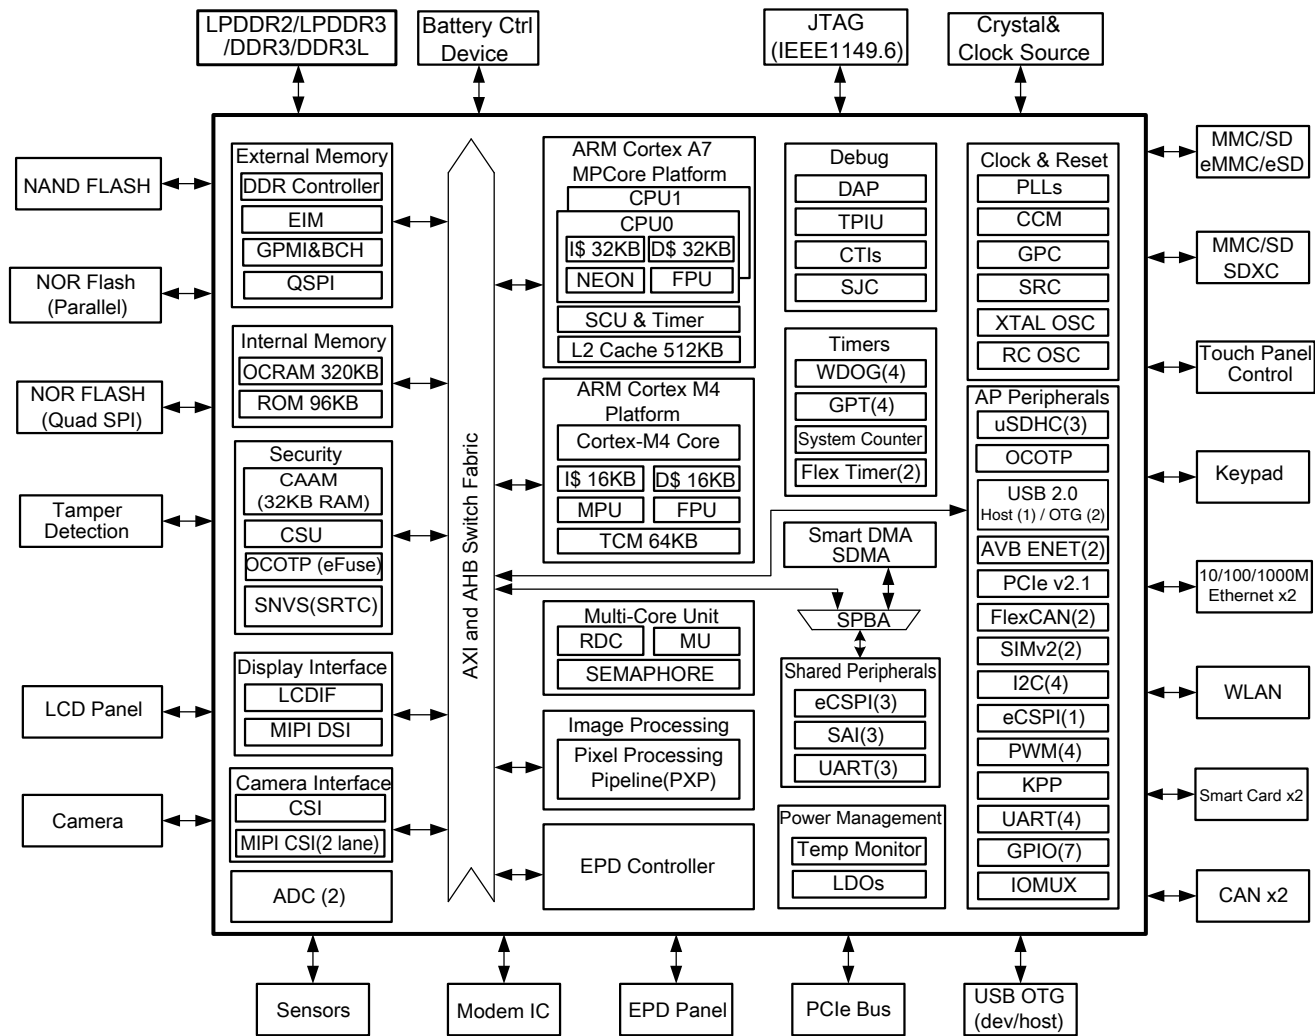 LPDDR2/LPDDR3
/DDR3/DDR3L
Battery Ctrl
Device
JTAG
(IEEE1149.6)
Crystal&
Clock Source
NAND FLASH
NOR Flash
(Parallel)
NOR FLASH
(Quad SPI)
Tamper
Detection
LCD Panel
Camera
External Memory
DDR Controller
EIM
GPMI&BCH
QSPI
Internal Memory
OCRAM 320KB
ROM 96KB
Security
CAAM
(32KB RAM)
CSU
OCOTP (eFuse)
SNVS(SRTC)
Display Interface
LCDIF
MIPI DSI
Camera Interface
CSI
MIPI CSI(2 lane)
ADC (2)
AXI and AHB Switch Fabric
ARM Cortex A7
MPCore Platform
CPU1
CPU0
I$ 32KB
D$ 32KB
NEON
FPU
SCU & Timer
L2 Cache 512KB
ARM Cortex M4
Platform
Cortex-M4 Core
I$ 16KB
D$ 16KB
MPU
FPU
TCM 64KB
Multi-Core Unit
RDC
MU
SEMAPHORE
Image Processing
Pixel Processing
Pipeline(PXP)
EPD Controller
Debug
DAP
TPIU
CTIs
SJC
Timers
WDOG(4)
GPT(4)
System Counter
Flex Timer(2)
Smart DMA
SDMA
SPBA
Shared Peripherals
eCSPI(3)
SAI(3)
UART(3)
Power Management
Temp Monitor
LDOs
Clock & Reset
PLLs
CCM
GPC
SRC
XTAL OSC
RC OSC
AP Peripherals
uSDHC(3)
OCOTP
USB 2.0
Host (1) / OTG (2)
AVB ENET(2)
PCIe v2.1
FlexCAN(2)
SIMv2(2)
I2C(4)
eCSPI(1)
PWM(4)
KPP
UART(4)
GPIO(7)
IOMUX
MMC/SD
eMMC/eSD
MMC/SD
SDXC
Touch Panel
Control
Keypad
10/100/1000M
Ethernet x2
WLAN
Smart Card x2
CAN x2
Sensors
Modem IC
EPD Panel
PCIe Bus
USB OTG
(dev/host)